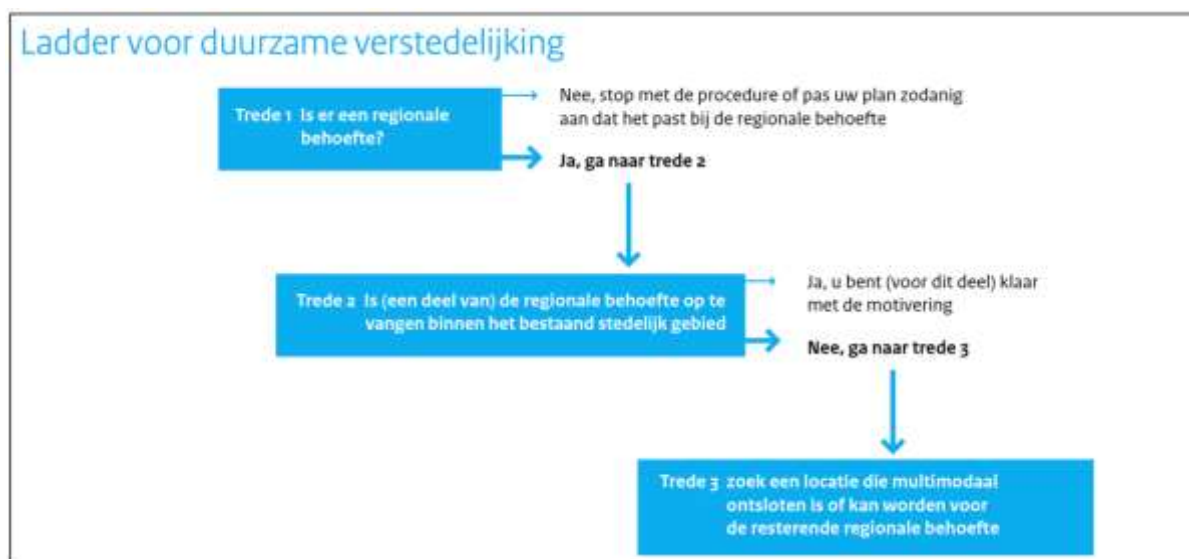 Ladder voor duurzame verstedelijking
Trede 1 Is er een regionale
behoefte?
Nee, stop met de procedure of pas uw plan zodanig
aan dat het past bij de regionale behoefte
Ja, ga naar trede 2
Trede 2 Is (een deel van) de regionale behoefte op te
vangen binnen het bestaand stedelijk gebied
Ja, u bent (voor dit deel) klaar
met de motivering
Nee, ga naar trede 3
Trede 3 zoek een locatie die multimodaal
ontsloten is of kan worden voor
de resterende regionale behoefte